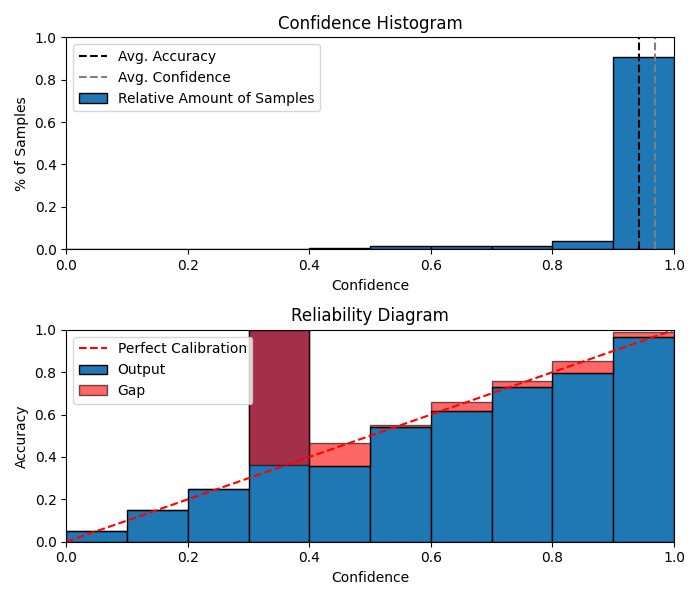 Confidence Histogram
1.0
0.8
0.6
0.4
0.2
0.0
% of Samples
Avg. Accuracy
Avg. Confidence
Relative Amount of Samples
0.0 0.2 0.4 0.6 0.8 1.0
Confidence
Reliability Diagram
1.0
0.8
0.6
0.4
0.2
0.0
Accuracy
Perfect Calibration
Output
Gap
0.0 0.2 0.4 0.6 0.8 1.0
Confidence